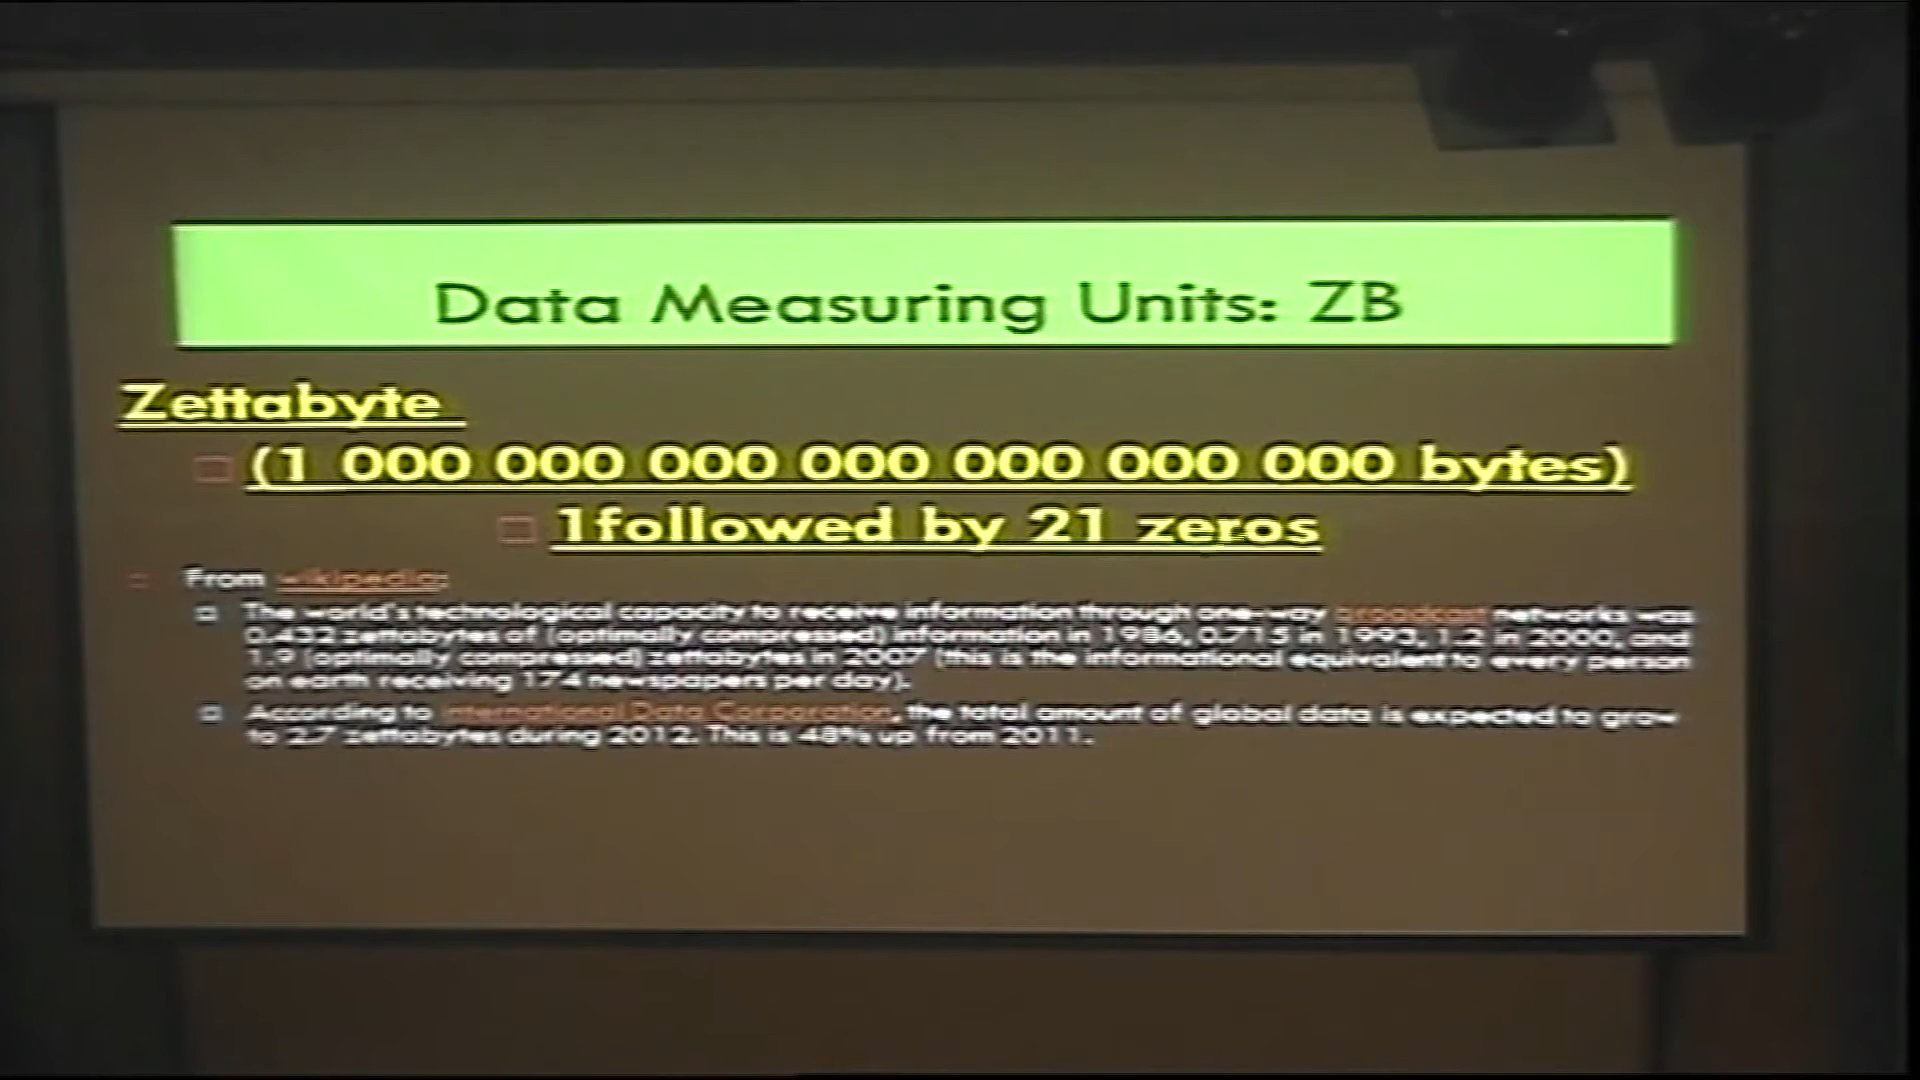 Data Measuring Units: ZB
Zettabyte
(1 000 000 000 000 000 000 000 bytes)
1followed by 21 zeros
From wikipedia:
The world's technological capacity to receive information through one-way broadcast networks was
0.432 zettabytes of (optimally compressed) information in 1986, 0.715 in 1993, 1.2 in 2000, and
1.9 (optimally compressed) zettabytes in 2007 (this is the informational equivalent to every person
on earth receiving 174 newspapers per day).
According to International Data Corporation, the total amount of global data is expected to grow
to 2.7 zettabytes during 2012. This is 48% up from 2011.